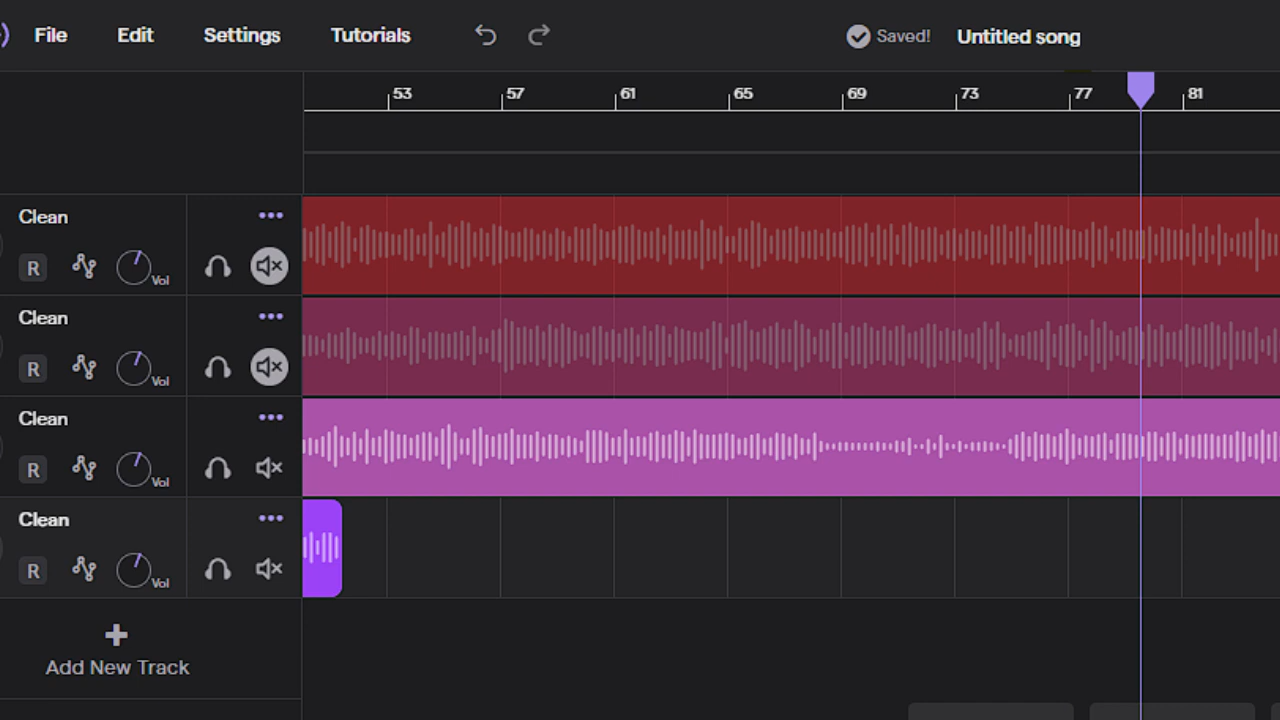 File Edit Settings Tutorials Saved! Untitled song
53 57 61 65 69 73 77 81
Clean
R Vol
Clean
R Vol
Clean
R Vol
Clean
R Vol
Add New Track